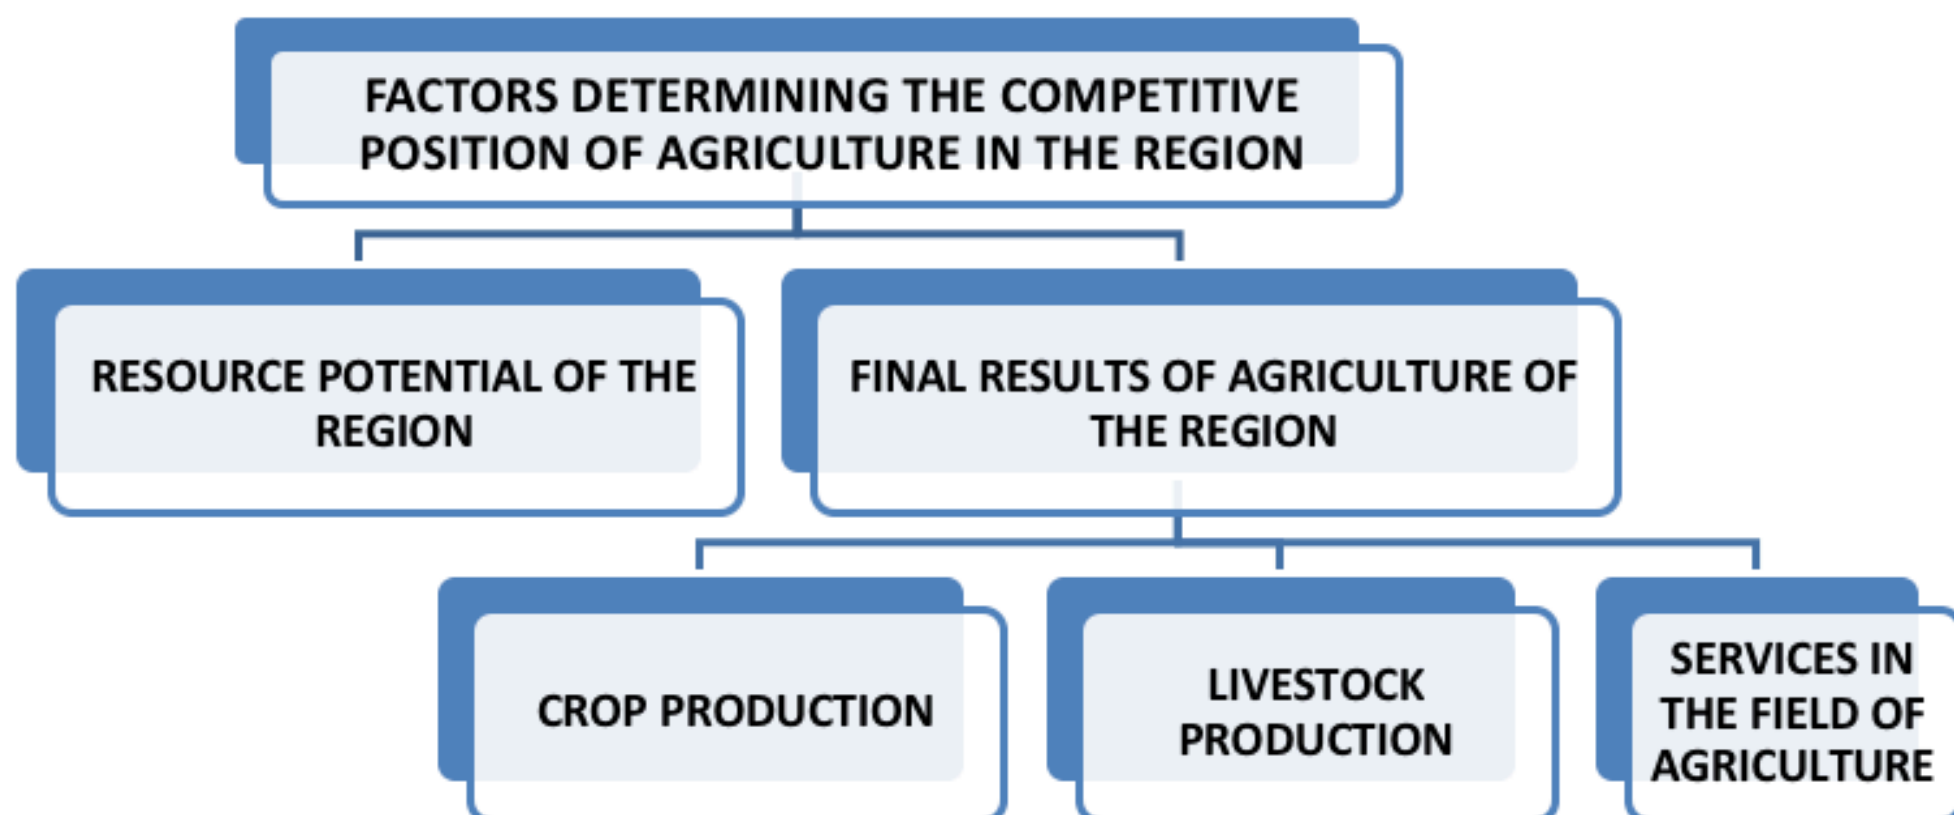 FACTORS DETERMINING THE COMPETITIVE
POSITION OF AGRICULTURE IN THE REGION
RESOURCE POTENTIAL OF THE
REGION
FINAL RESULTS OF AGRICULTURE OF
THE REGION
CROP PRODUCTION
LIVESTOCK
PRODUCTION
SERVICES IN
THE FIELD OF
AGRICULTURE